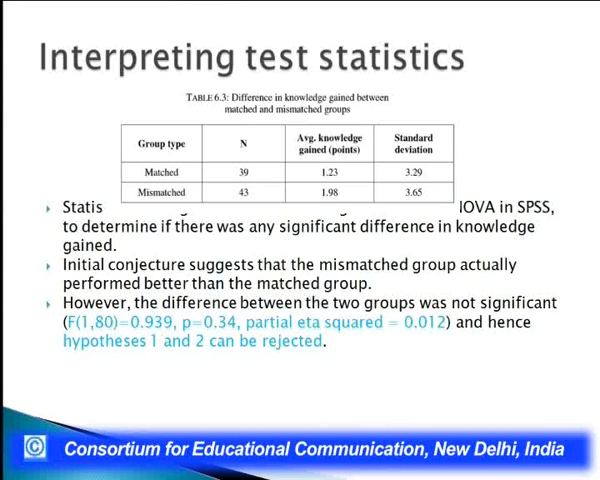 Interpreting test statistics
TABLE 6.3: Difference in knowledge gained between
matched and mismatched groups
Group type N Avg. knowledge gained (points) Standard deviation
Matched 39 1.23 3.29
Mismatched 43 1.98 3.65
Statis IOVA in SPSS,
to determine if there was any significant difference in knowledge
gained.
Initial conjecture suggests that the mismatched group actually
performed better than the matched group.
However, the difference between the two groups was not significant
(F(1,80)=0.939, p=0.34, partial eta squared = 0.012) and hence
hypotheses 1 and 2 can be rejected.
© Consortium for Educational Communication, New Delhi, India